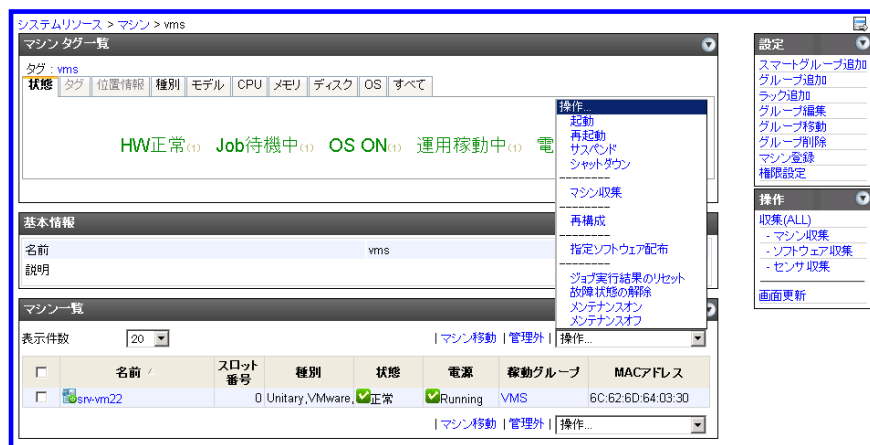 システムリソース > マシン > vms
マシン タグ一覧
タグ : vms
状態 タグ 位置情報 種別 モデル CPU メモリ ディスク OS すべて
HW正常(1) Job待機中(1) OS ON(1) 運用稼動中(1) 電
操作...
起動
再起動
サスペンド
シャットダウン
--------
マシン収集
--------
再構成
--------
指定ソフトウェア配布
--------
ジョブ実行結果のリセット
故障状態の解除
メンテナンスオン
メンテナンスオフ
基本情報
名前 vms
説明
マシン一覧
表示件数 20 | マシン移動 | 管理外 | 操作...
名前 スロット番号 種別 状態 電源 稼動グループ MACアドレス
srv-vm22 0 Unitary,VMware, 正常 Running VMS 6C:62:6D:64:03:30
| マシン移動 | 管理外 | 操作...
設定
スマートグループ追加
グループ追加
ラック追加
グループ編集
グループ移動
グループ削除
マシン登録
権限設定
操作
収集(ALL)
- マシン収集
- ソフトウェア収集
- センサ収集
画面更新